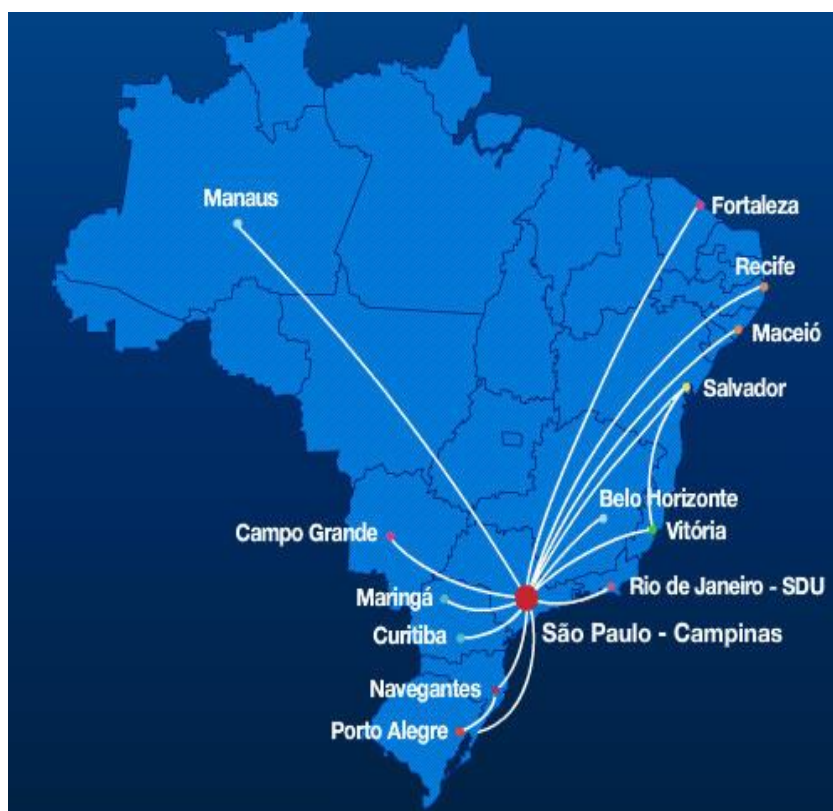 Manaus
Fortaleza
Recife
Maceió
Salvador
Belo Horizonte
Campo Grande
Vitória
Maringá
Rio de Janeiro - SDU
Curitiba
São Paulo - Campinas
Navegantes
Porto Alegre